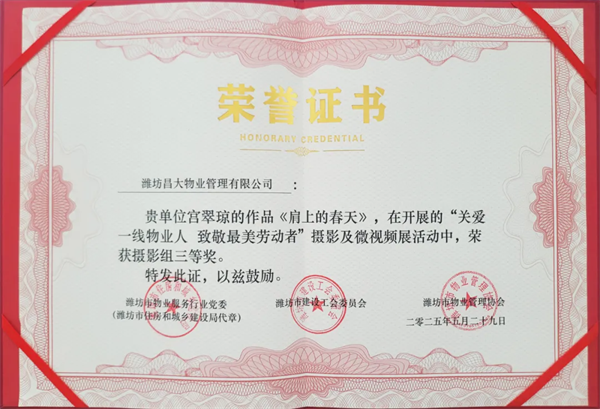 荣誉证书
HONORARY CREDENTIAL
潍坊昌大物业管理有限公司：
贵单位宫翠琼的作品《肩上的春天》，在开展的“关爱
一线物业人 致敬最美劳动者”摄影及微视频展活动中，荣
获摄影组三等奖。
特发此证，以兹鼓励。
潍坊市物业服务行业党委 潍坊市建设工会委员会 潍坊市物业管理协会
(潍坊市住房和城乡建设局代章) 二〇二五年五月二十九日